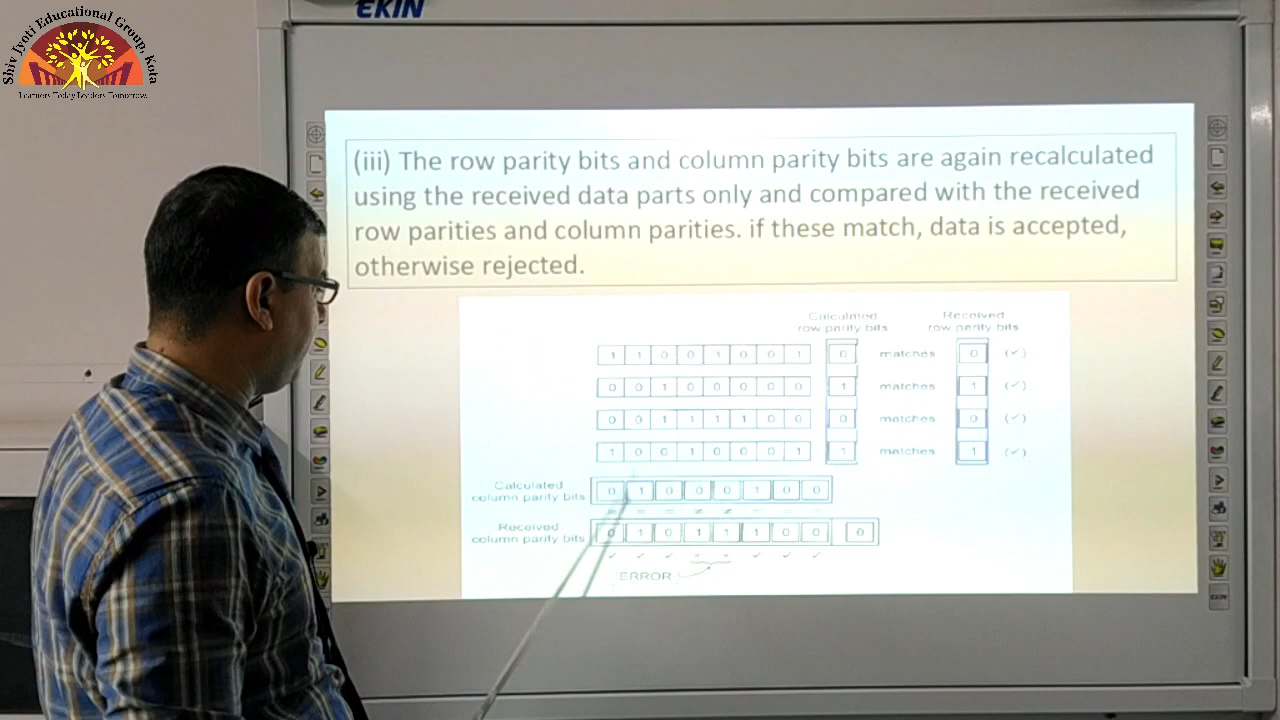 EKIN
Shiv Jyoti Educational Group, Kota
Learners Today Leaders Tomorrow
(iii) The row parity bits and column parity bits are again recalculated
using the received data parts only and compared with the received
row parities and column parities. if these match, data is accepted,
otherwise rejected.
Calculated Received
row parity bits row parity bits
1 1 0 0 1 0 0 1 0 matches 0 (✓)
0 0 1 0 0 0 0 0 1 matches 1 (✓)
0 0 1 1 1 1 0 0 0 matches 0 (✓)
1 0 0 1 0 0 0 1 1 matches 1 (✓)
Calculated
column parity bits 0 1 0 0 0 1 0 0
Received
column parity bits 0 1 0 1 1 1 0 0 0
ERROR
EKIN